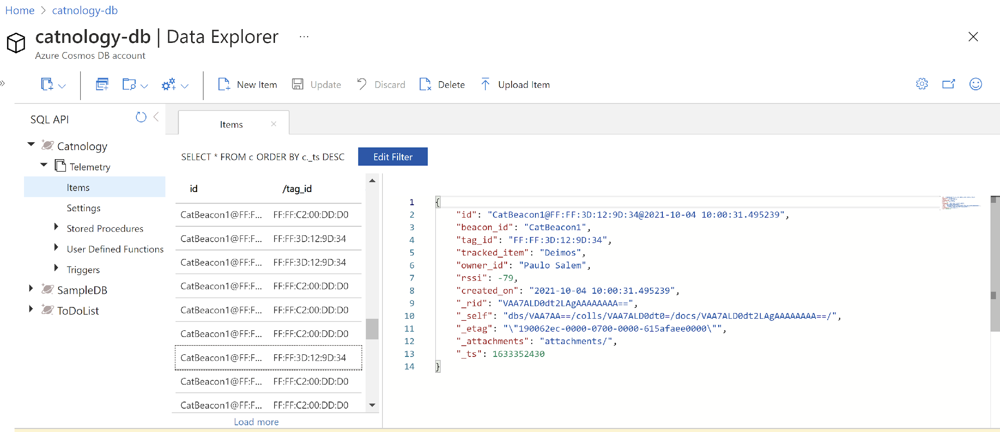 Home > catnology-db
catnology-db | Data Explorer ...
Azure Cosmos DB account
New Item Update Discard Delete Upload Item
SQL API
Catnology
Telemetry
Items
Settings
Stored Procedures
User Defined Functions
Triggers
SampleDB
ToDoList
Items
SELECT * FROM c ORDER BY c._ts DESC Edit Filter
id /tag_id
CatBeacon1@FF:F... FF:FF:C2:00:DD:D0
CatBeacon1@FF:F... FF:FF:3D:12:9D:34
CatBeacon1@FF:F... FF:FF:3D:12:9D:34
CatBeacon1@FF:F... FF:FF:C2:00:DD:D0
CatBeacon1@FF:F... FF:FF:C2:00:DD:D0
CatBeacon1@FF:F... FF:FF:C2:00:DD:D0
CatBeacon1@FF:F... FF:FF:3D:12:9D:34
CatBeacon1@FF:F... FF:FF:C2:00:DD:D0
CatBeacon1@FF:F... FF:FF:C2:00:DD:D0
Load more
1 {
2 "id": "CatBeacon1@FF:FF:3D:12:9D:34@2021-10-04 10:00:31.495239",
3 "beacon_id": "CatBeacon1",
4 "tag_id": "FF:FF:3D:12:9D:34",
5 "tracked_item": "Deimos",
6 "owner_id": "Paulo Salem",
7 "rssi": -79,
8 "created_on": "2021-10-04 10:00:31.495239",
9 "_rid": "VAA7ALD0dt2LAgAAAAAAAA==",
10 "_self": "dbs/VAA7AA==/colls/VAA7ALD0dt0=/docs/VAA7ALD0dt2LAgAAAAAAAA==/",
11 "_etag": "\"190062ec-0000-0700-0000-615afaee0000\"",
12 "_attachments": "attachments/",
13 "_ts": 1633352430
14 }